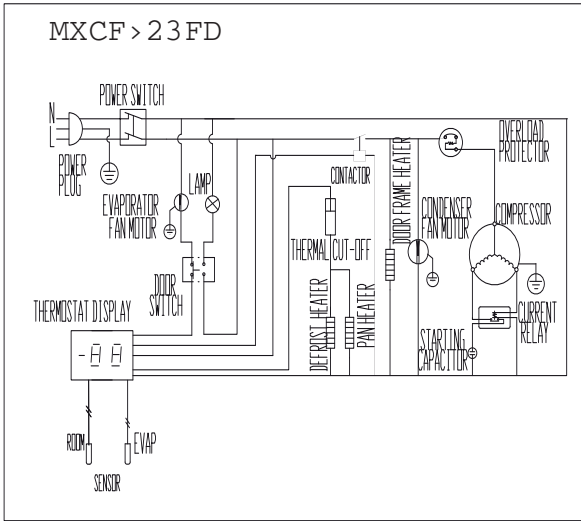 MXCF>23FD
POWER SWITCH
N
L
POWER
PLUG
EVAPORATOR
FAN MOTOR
LAMP
DOOR
SWITCH
THERMOSTAT DISPLAY
-8.8
ROOM
EVAP
SENSOR
THERMAL CUT-OFF
DEFROST HEATER
PAN HEATER
CONTACTOR
DOOR FRAME HEATER
CONDENSER
FAN MOTOR
OVERLOAD
PROTECTOR
COMPRESSOR
CURRENT
RELAY
STARTING
CAPACITOR